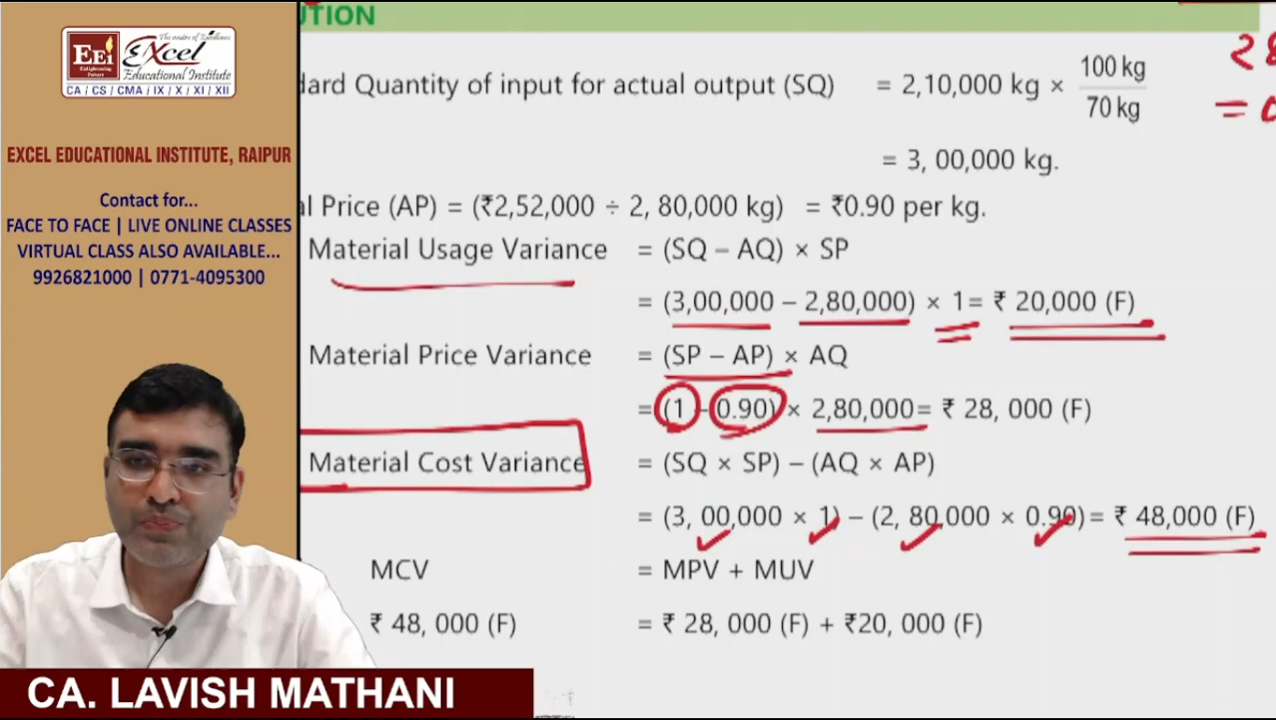 UTION
EEi
Enlightening Future
The centre of Excellence
Excel
Educational Institute
CA / CS / CMA / IX / X / XI / XII
EXCEL EDUCATIONAL INSTITUTE, RAIPUR
Contact for...
FACE TO FACE | LIVE ONLINE CLASSES
VIRTUAL CLASS ALSO AVAILABLE...
9926821000 | 0771-4095300
dard Quantity of input for actual output (SQ) = 2,10,000 kg × 100 kg / 70 kg
= 3, 00,000 kg.
al Price (AP) = (₹2,52,000 ÷ 2, 80,000 kg) = ₹0.90 per kg.
Material Usage Variance = (SQ – AQ) × SP
= (3,00,000 – 2,80,000) × 1= ₹ 20,000 (F)
Material Price Variance = (SP – AP) × AQ
= (1 – 0.90) × 2,80,000= ₹ 28, 000 (F)
Material Cost Variance = (SQ × SP) – (AQ × AP)
= (3, 00,000 × 1) – (2, 80,000 × 0.90)= ₹ 48,000 (F)
MCV = MPV + MUV
₹ 48, 000 (F) = ₹ 28, 000 (F) + ₹20, 000 (F)
CA. LAVISH MATHANI